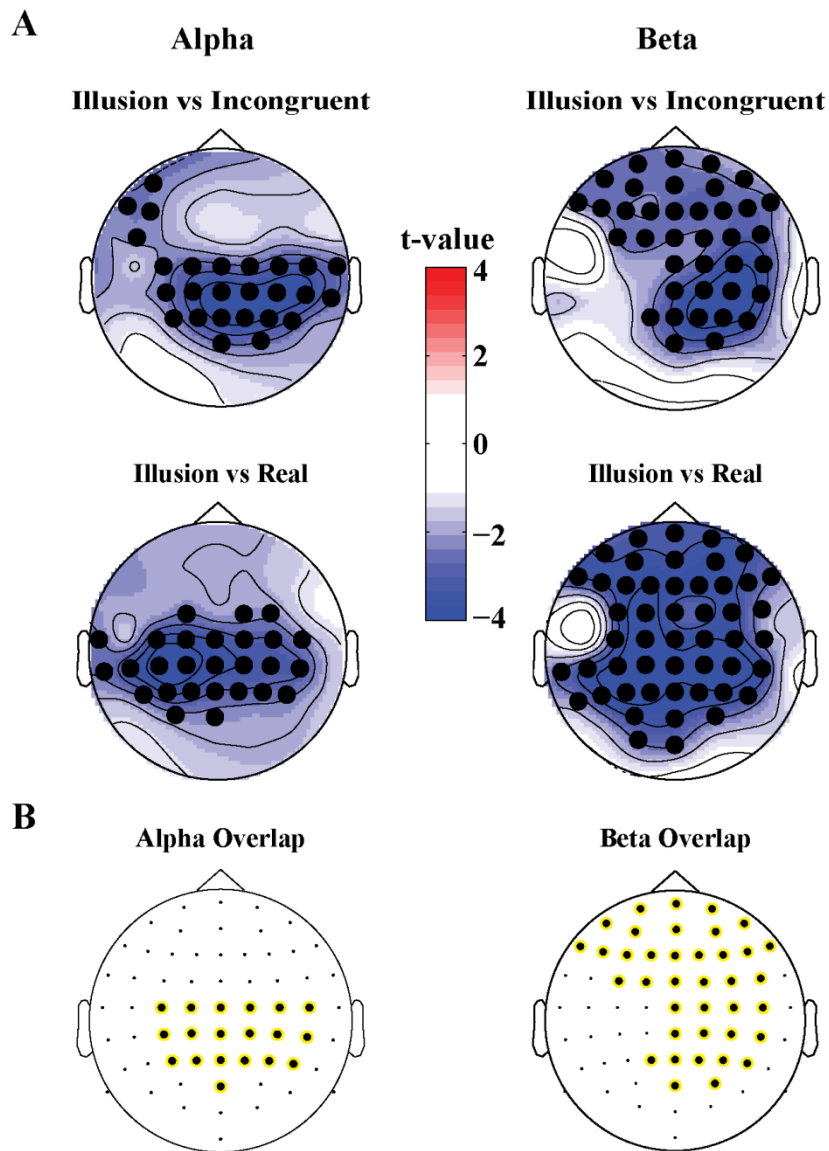 A
Alpha
Beta
Illusion vs Incongruent
Illusion vs Incongruent
t-value
4
2
0
−2
−4
Illusion vs Real
Illusion vs Real
B
Alpha Overlap
Beta Overlap